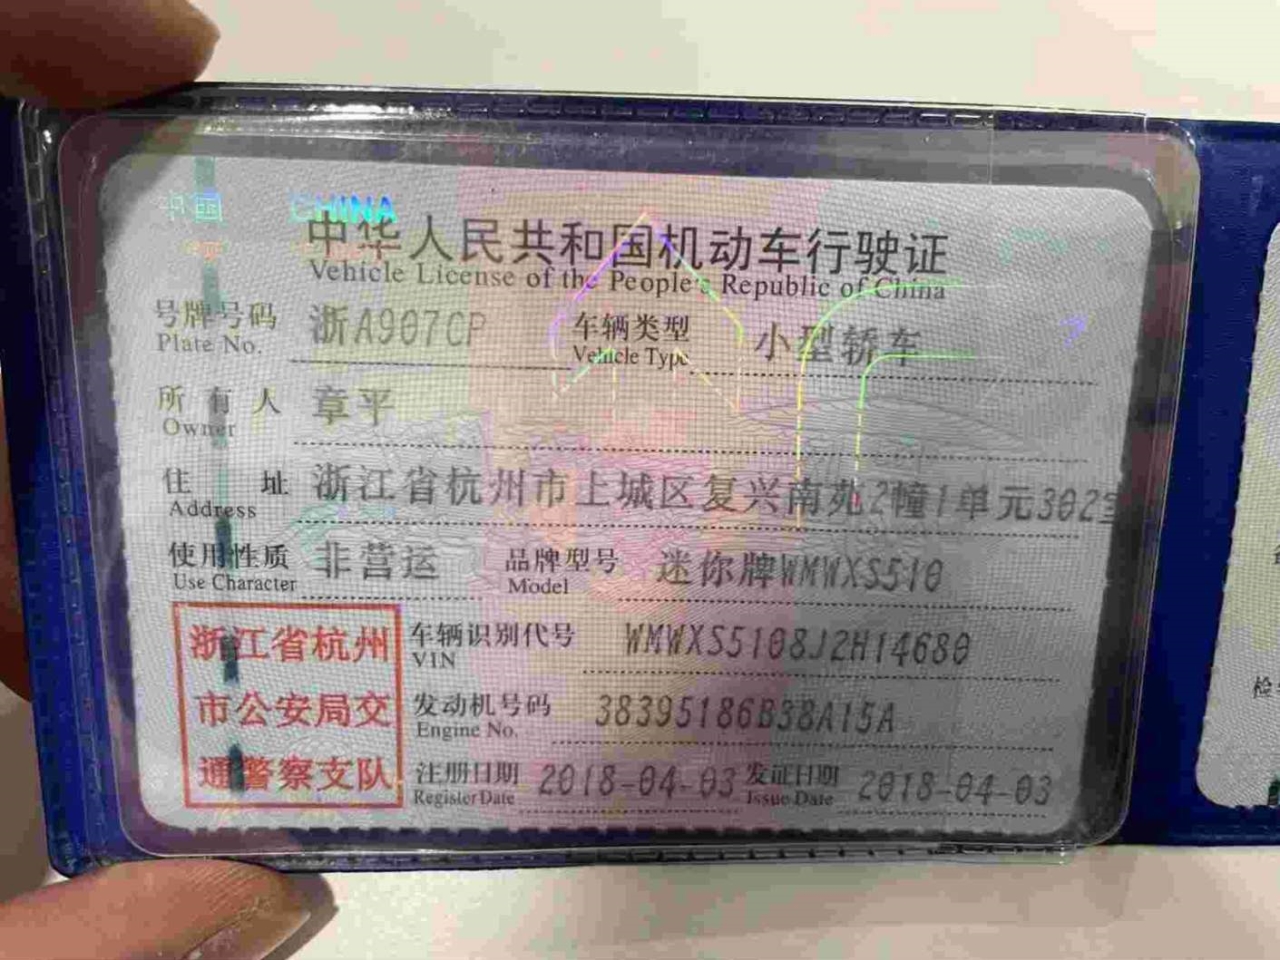 中国 CHINA
中华人民共和国机动车行驶证
Vehicle License of the People's Republic of China
号牌号码 浙A907CP 车辆类型 小型轿车
Plate No. Vehicle Type
所有人 章平
Owner
住址 浙江省杭州市上城区复兴南苑2幢1单元302室
Address
使用性质 非营运 品牌型号 迷你牌WMWXS510
Use Character Model
浙江省杭州 车辆识别代号 WMWXS5108J2H14680
VIN
市公安局交 发动机号码 38395186B38A15A
Engine No.
通警察支队 注册日期 2018-04-03 发证日期 2018-04-03
Register Date Issue Date
检